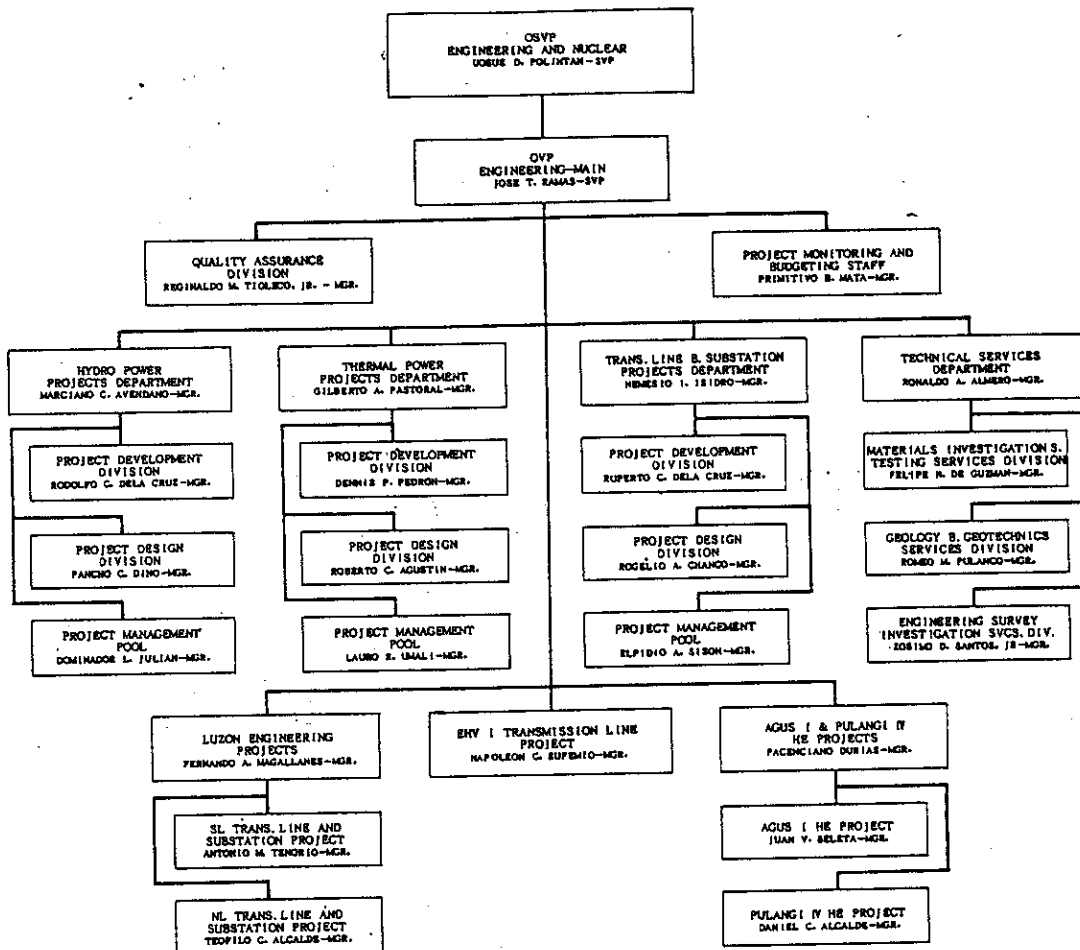 OSVP
ENGINEERING AND NUCLEAR
D. POLINTAN-SVP
OVP
ENGINEERING-MAIN
JOSE T. RAMAS-SVP
QUALITY ASSURANCE
DIVISION
REGINALDO M. TIOLECO, JR. - MGR.
PROJECT MONITORING AND
BUDGETING STAFF
PRIMITIVO B. MATA-MGR.
HYDRO POWER
PROJECTS DEPARTMENT
MARCIANO C. AVENDANO-MGR.
THERMAL POWER
PROJECTS DEPARTMENT
GILBERTO A. PASTORAL-MGR.
TRANS. LINE B. SUBSTATION
PROJECTS DEPARTMENT
NEMESIO I. ISIDRO-MGR.
TECHNICAL SERVICES
DEPARTMENT
RONALDO A. ALMERO-MGR.
PROJECT DEVELOPMENT
DIVISION
RODOLFO C. DELA CRUZ-MGR.
PROJECT DEVELOPMENT
DIVISION
DENNIS P. PEDRON-MGR.
PROJECT DEVELOPMENT
DIVISION
RUPERTO C. DELA CRUZ-MGR.
MATERIALS INVESTIGATION S.
TESTING SERVICES DIVISION
FELIPE N. DE GUZMAN-MGR.
PROJECT DESIGN
DIVISION
PANCHO C. DINO-MGR.
PROJECT DESIGN
DIVISION
ROBERTO C. AGUSTIN-MGR.
PROJECT DESIGN
DIVISION
ROGELIO A. CHANCO-MGR.
GEOLOGY B. GEOTECHNICS
SERVICES DIVISION
ROMEO M. PULANCO-MGR.
PROJECT MANAGEMENT
POOL
DOMINADOR L. JULIAN-MGR.
PROJECT MANAGEMENT
POOL
LAURO R. UMALI-MGR.
PROJECT MANAGEMENT
POOL
ELPIDIO A. SISON-MGR.
ENGINEERING SURVEY
INVESTIGATION SVCS. DIV.
ZOSIMO D. SANTOS, JR-MGR.
LUZON ENGINEERING
PROJECTS
FERNANDO A. MAGALLANES-MGR.
EHV I TRANSMISSION LINE
PROJECT
NAPOLEON C. EUFEMIO-MGR.
AGUS I & PULANGI IV
HE PROJECTS
PACENCIANO DURIAS-MGR.
SL TRANS. LINE AND
SUBSTATION PROJECT
ANTONIO M. TENORIO-MGR.
AGUS I HE PROJECT
JUAN V. BELETA-MGR.
NL TRANS. LINE AND
SUBSTATION PROJECT
TEOFILO C. ALCALDE-MGR.
PULANGI IV HE PROJECT
DANIEL C. ALCALDE-MGR.